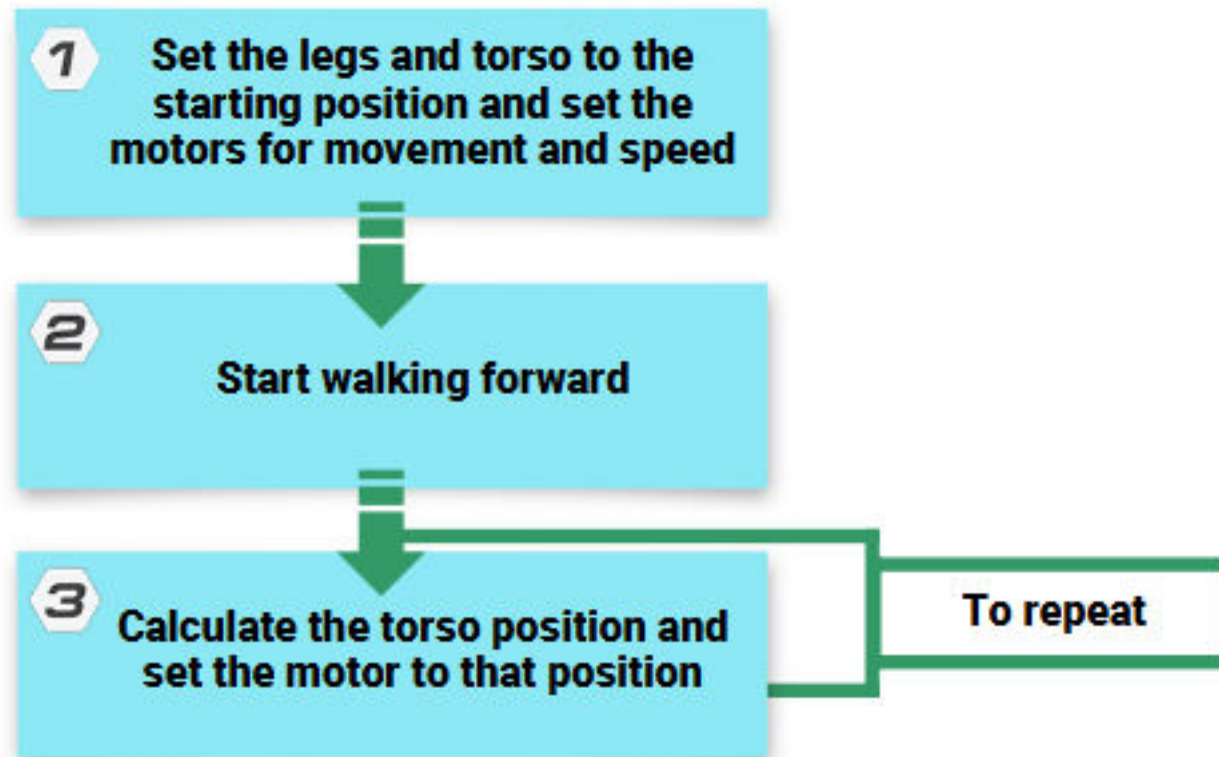 1
Set the legs and torso to the
starting position and set the
motors for movement and speed
2
Start walking forward
3
Calculate the torso position and
set the motor to that position
To repeat